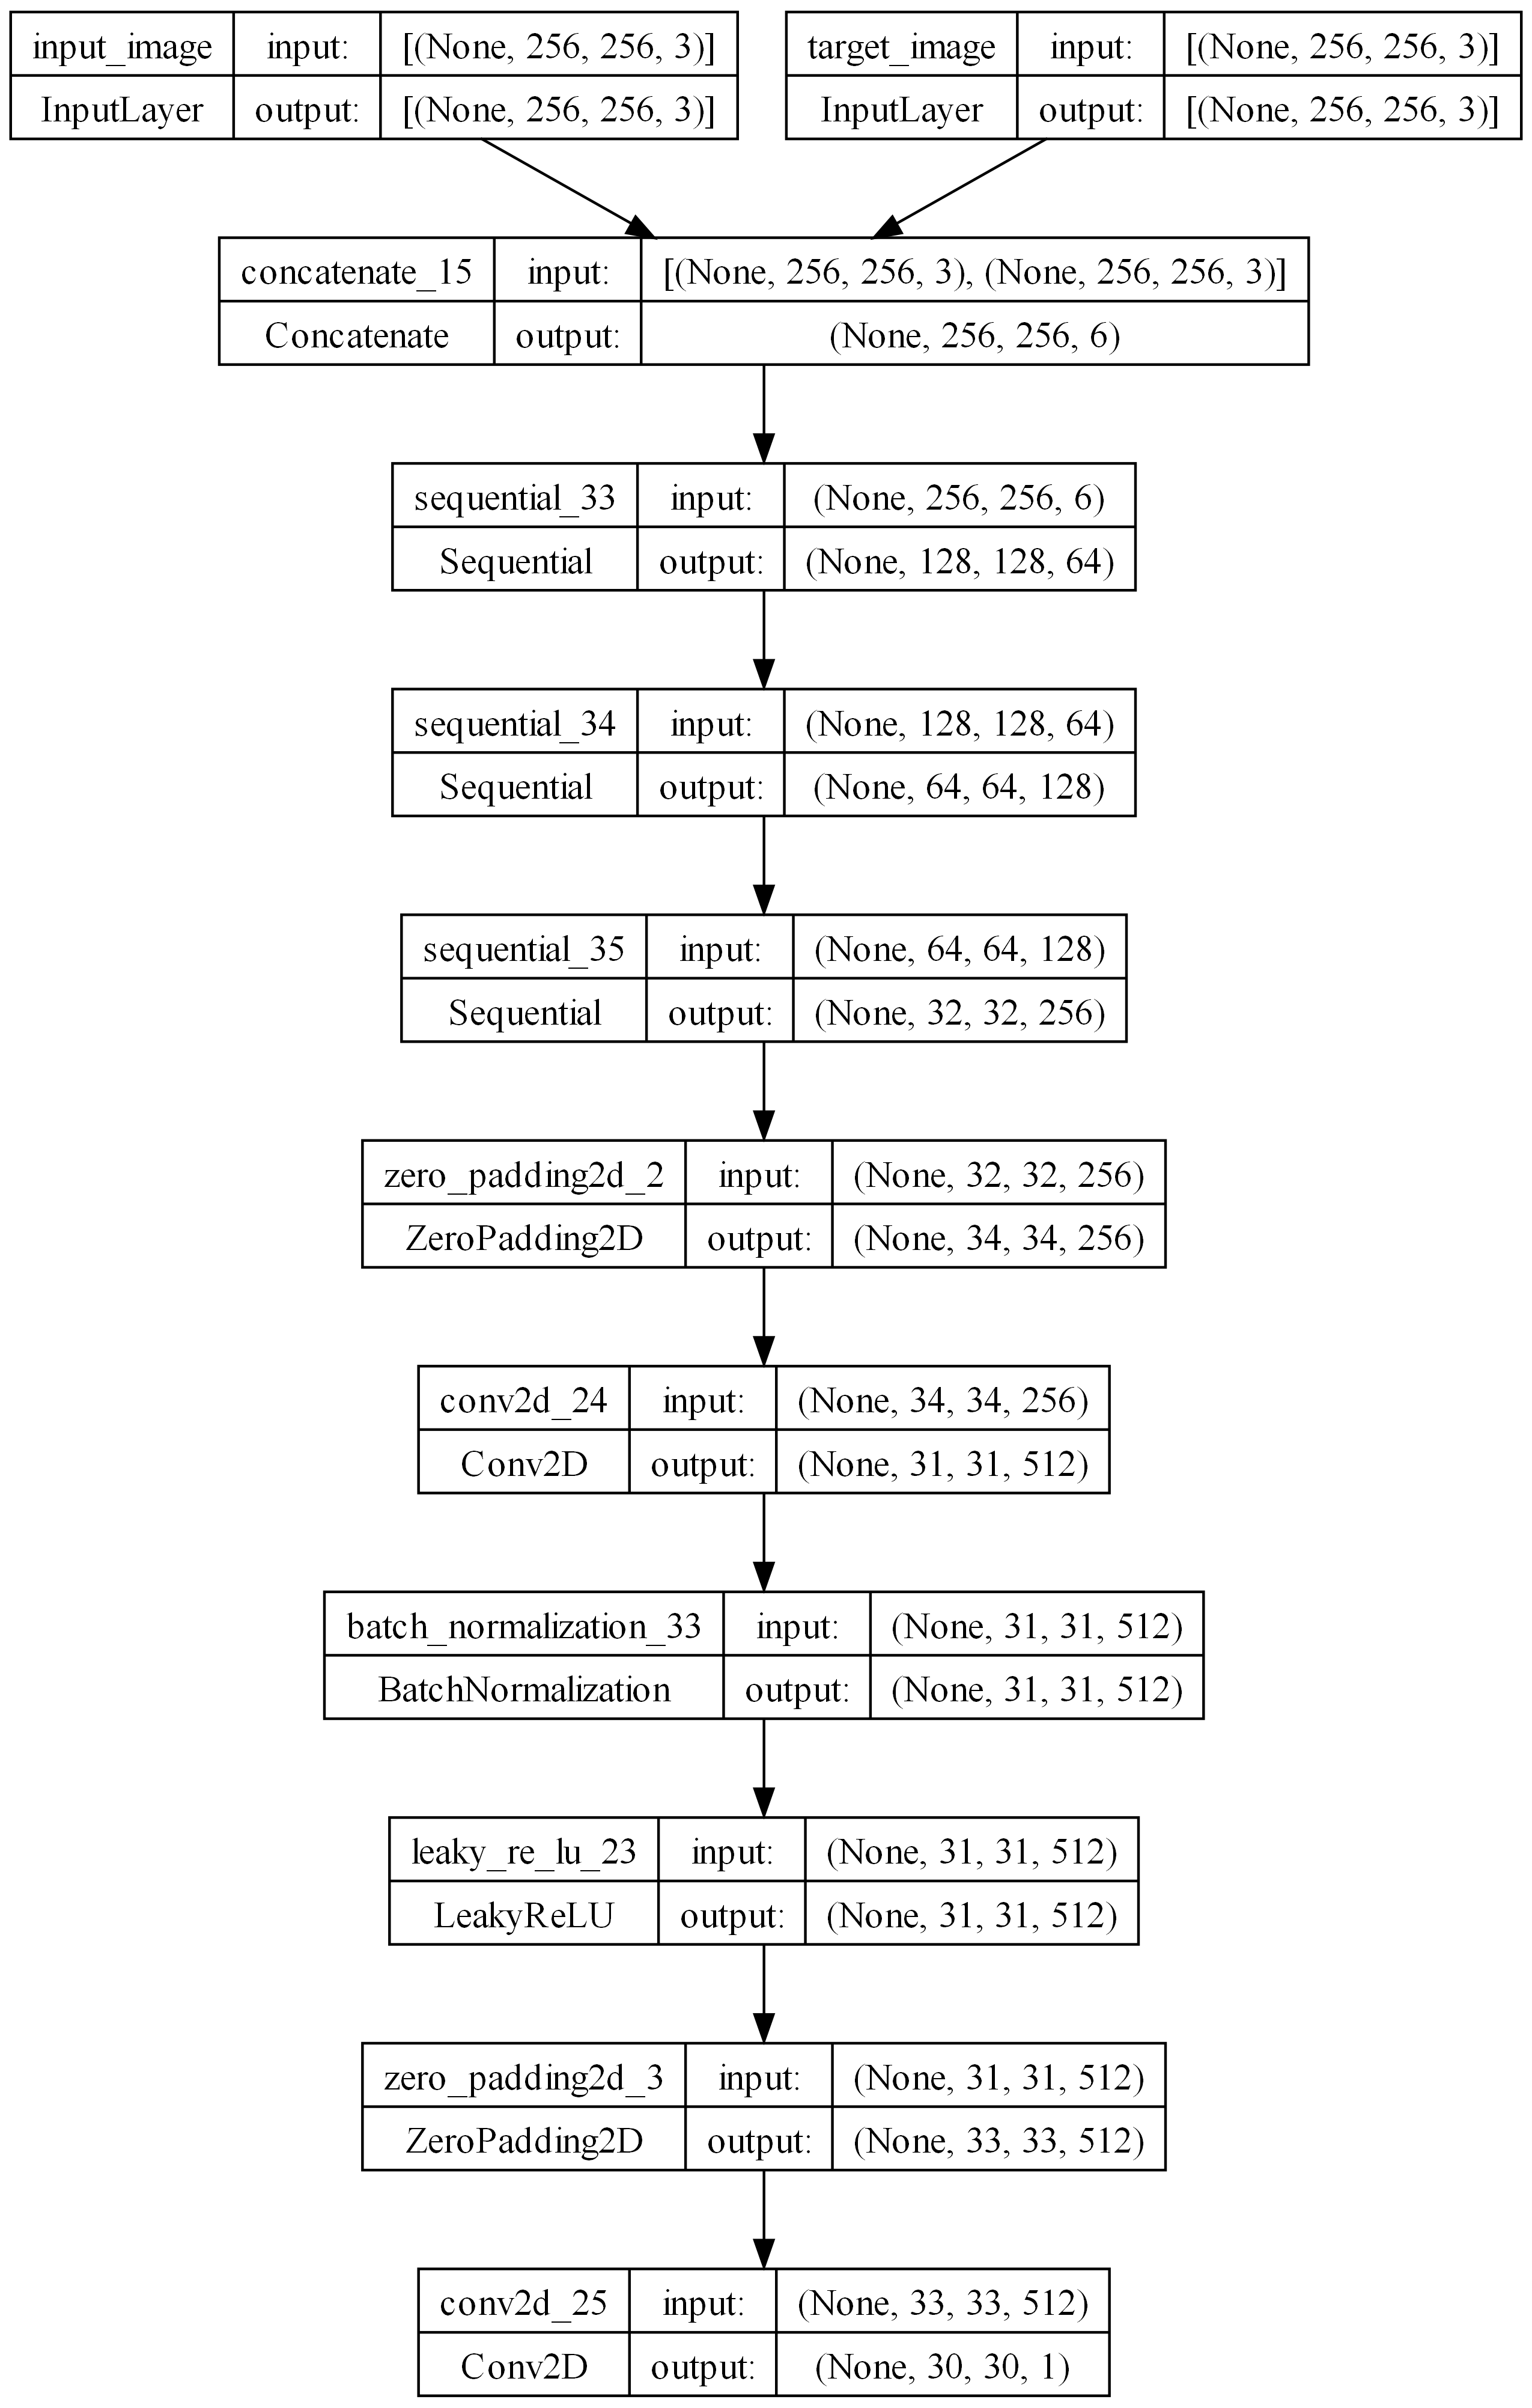 input_image input: [(None, 256, 256, 3)]
InputLayer output: [(None, 256, 256, 3)]
target_image input: [(None, 256, 256, 3)]
InputLayer output: [(None, 256, 256, 3)]
concatenate_15 input: [(None, 256, 256, 3), (None, 256, 256, 3)]
Concatenate output: (None, 256, 256, 6)
sequential_33 input: (None, 256, 256, 6)
Sequential output: (None, 128, 128, 64)
sequential_34 input: (None, 128, 128, 64)
Sequential output: (None, 64, 64, 128)
sequential_35 input: (None, 64, 64, 128)
Sequential output: (None, 32, 32, 256)
zero_padding2d_2 input: (None, 32, 32, 256)
ZeroPadding2D output: (None, 34, 34, 256)
conv2d_24 input: (None, 34, 34, 256)
Conv2D output: (None, 31, 31, 512)
batch_normalization_33 input: (None, 31, 31, 512)
BatchNormalization output: (None, 31, 31, 512)
leaky_re_lu_23 input: (None, 31, 31, 512)
LeakyReLU output: (None, 31, 31, 512)
zero_padding2d_3 input: (None, 31, 31, 512)
ZeroPadding2D output: (None, 33, 33, 512)
conv2d_25 input: (None, 33, 33, 512)
Conv2D output: (None, 30, 30, 1)